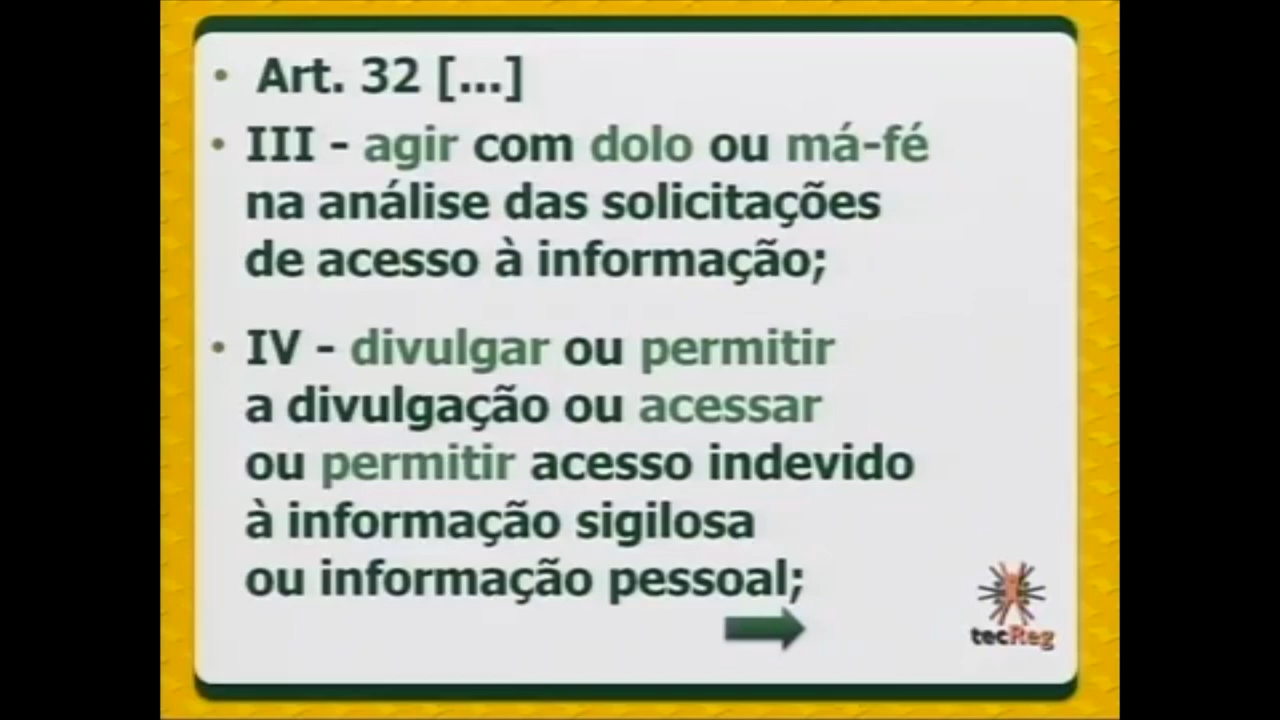 • Art. 32 [...]
• III - agir com dolo ou má-fé
na análise das solicitações
de acesso à informação;
• IV - divulgar ou permitir
a divulgação ou acessar
ou permitir acesso indevido
à informação sigilosa
ou informação pessoal;
tecReg